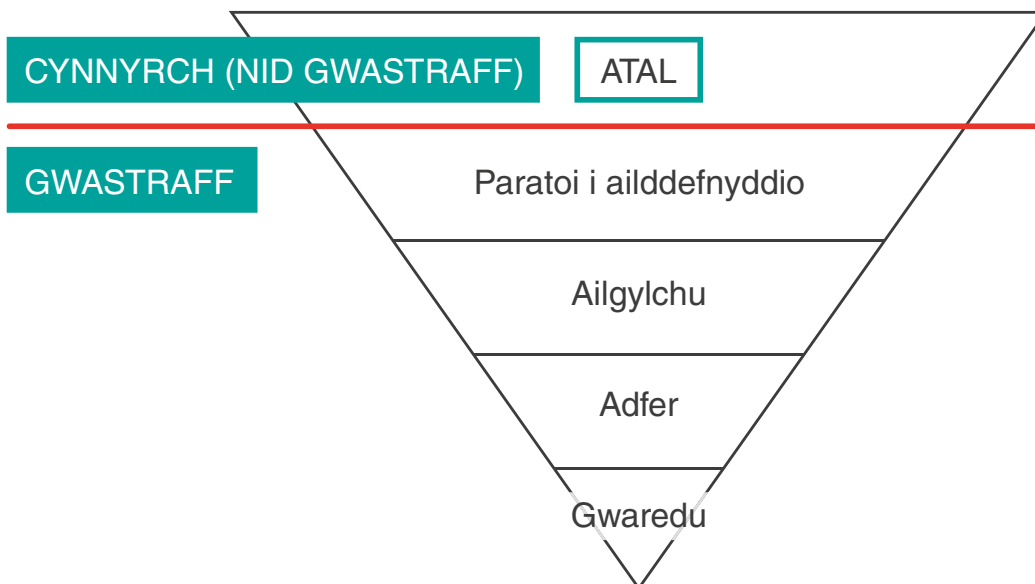 CYNNYRCH (NID GWASTRAFF)
ATAL
GWASTRAFF
Paratoi i ailddefnyddio
Ailgylchu
Adfer
Gwaredu